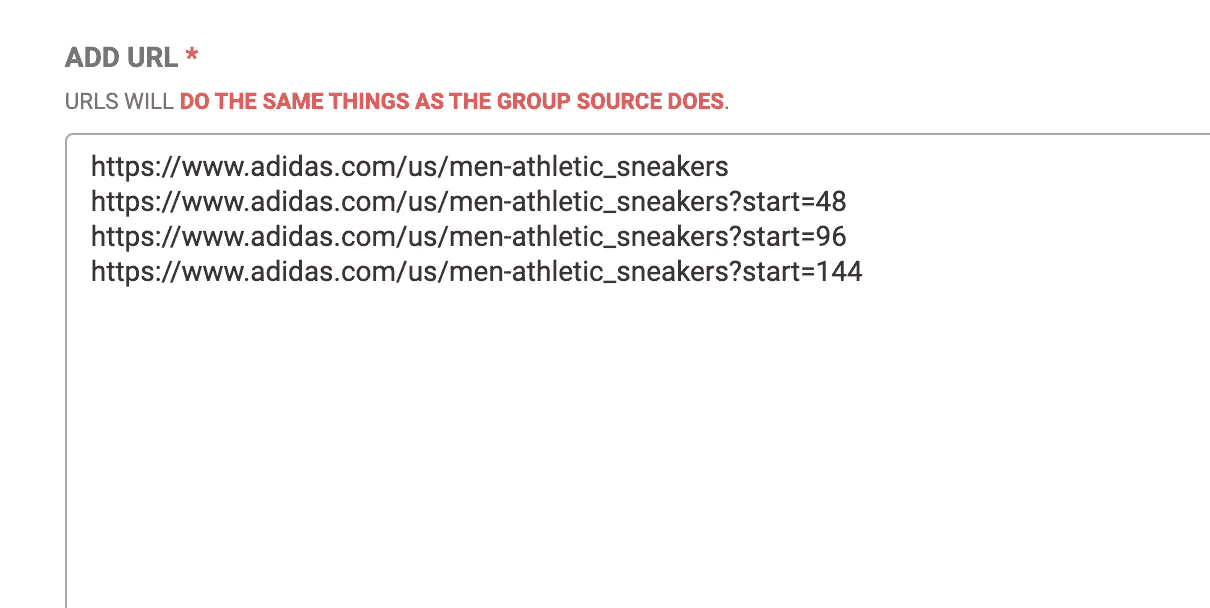 ADD URL *
URLS WILL DO THE SAME THINGS AS THE GROUP SOURCE DOES.
https://www.adidas.com/us/men-athletic_sneakers
https://www.adidas.com/us/men-athletic_sneakers?start=48
https://www.adidas.com/us/men-athletic_sneakers?start=96
https://www.adidas.com/us/men-athletic_sneakers?start=144